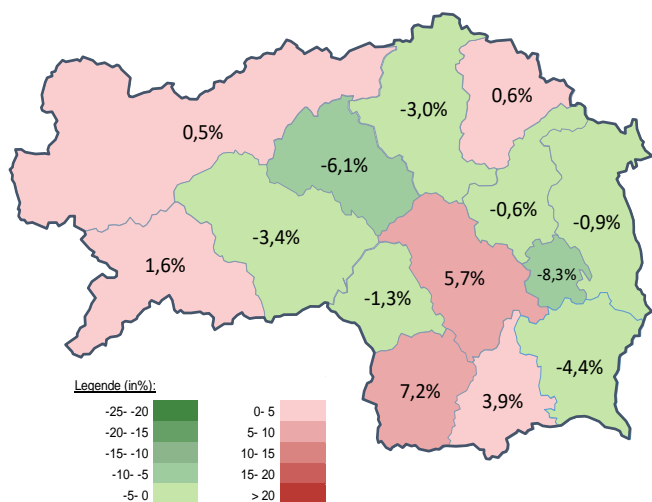 0,6%
-3,0%
0,5%
-6,1%
-0,6%
-0,9%
-3,4%
1,6%
5,7%
-8,3%
-1,3%
-4,4%
7,2%
3,9%
Legende (in%):
-25- -20 0- 5
-20- -15 5- 10
-15- -10 10- 15
-10- -5 15- 20
-5- 0 > 20